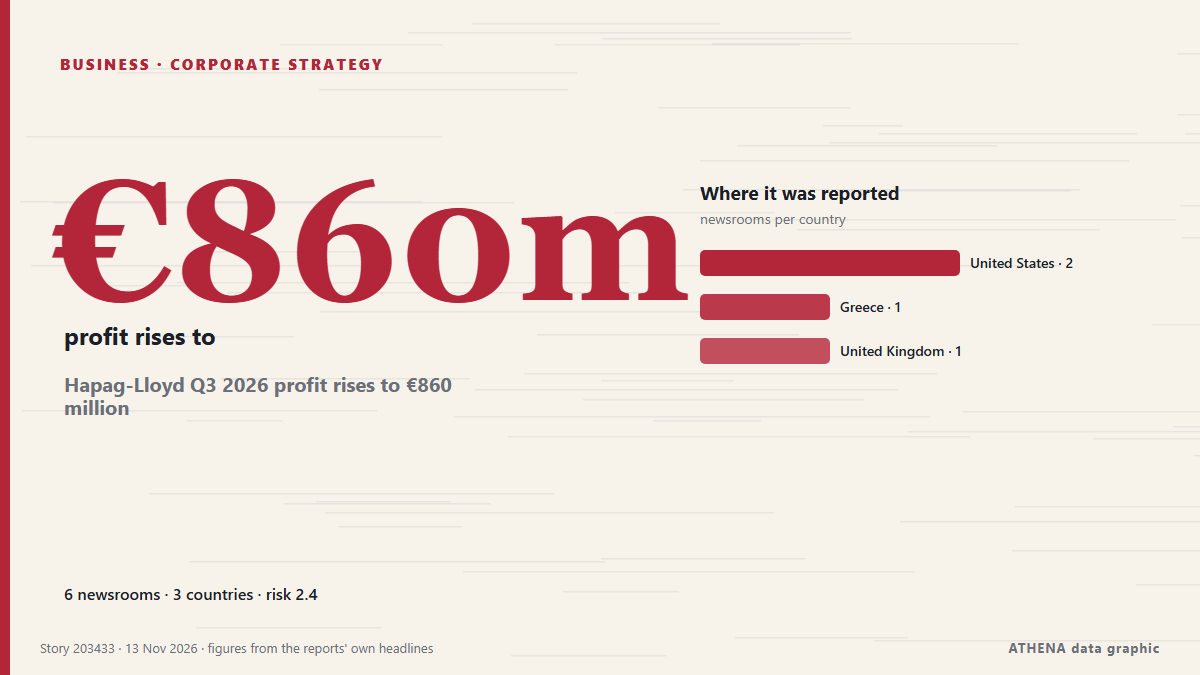 BUSINESS · CORPORATE STRATEGY
€860m
profit rises to
Hapag-Lloyd Q3 2026 profit rises to €860
million
Where it was reported
newsrooms per country
United States · 2
Greece · 1
United Kingdom · 1
6 newsrooms · 3 countries · risk 2.4
Story 203433 · 13 Nov 2026 · figures from the reports' own headlines
ATHENA data graphic